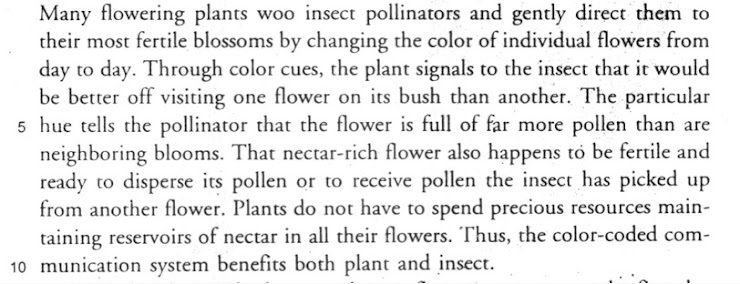 Many flowering plants woo insect pollinators and gently direct them to
their most fertile blossoms by changing the color of individual flowers from
day to day. Through color cues, the plant signals to the insect that it would
be better off visiting one flower on its bush than another. The particular
5 hue tells the pollinator that the flower is full of far more pollen than are
neighboring blooms. That nectar-rich flower also happens to be fertile and
ready to disperse its pollen or to receive pollen the insect has picked up
from another flower. Plants do not have to spend precious resources main-
taining reservoirs of nectar in all their flowers. Thus, the color-coded com-
10 munication system benefits both plant and insect.